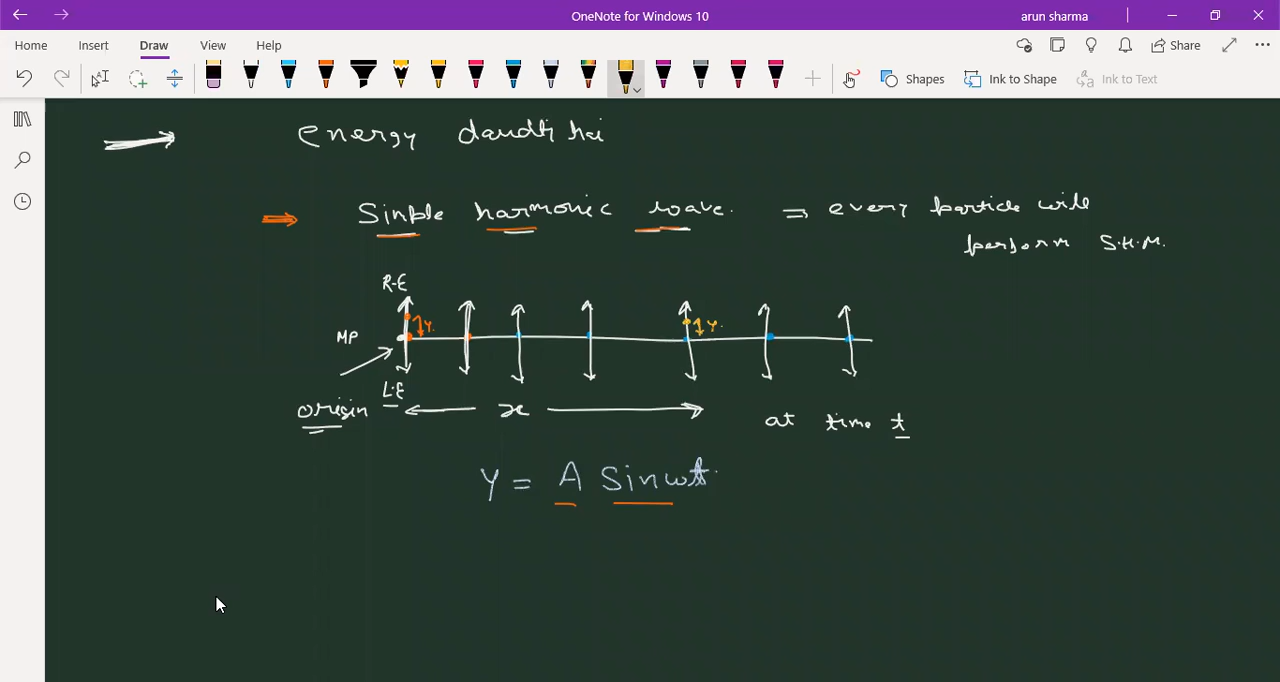 OneNote for Windows 10
arun sharma
Home Insert Draw View Help
Share
Shapes Ink to Shape Ink to Text
energy daudti hai
Simple harmonic wave. ⇒ every particle will
perform S.H.M.
R.E
Y. Y.
MP
L.E
origin x at time t
Y = A Sinωt